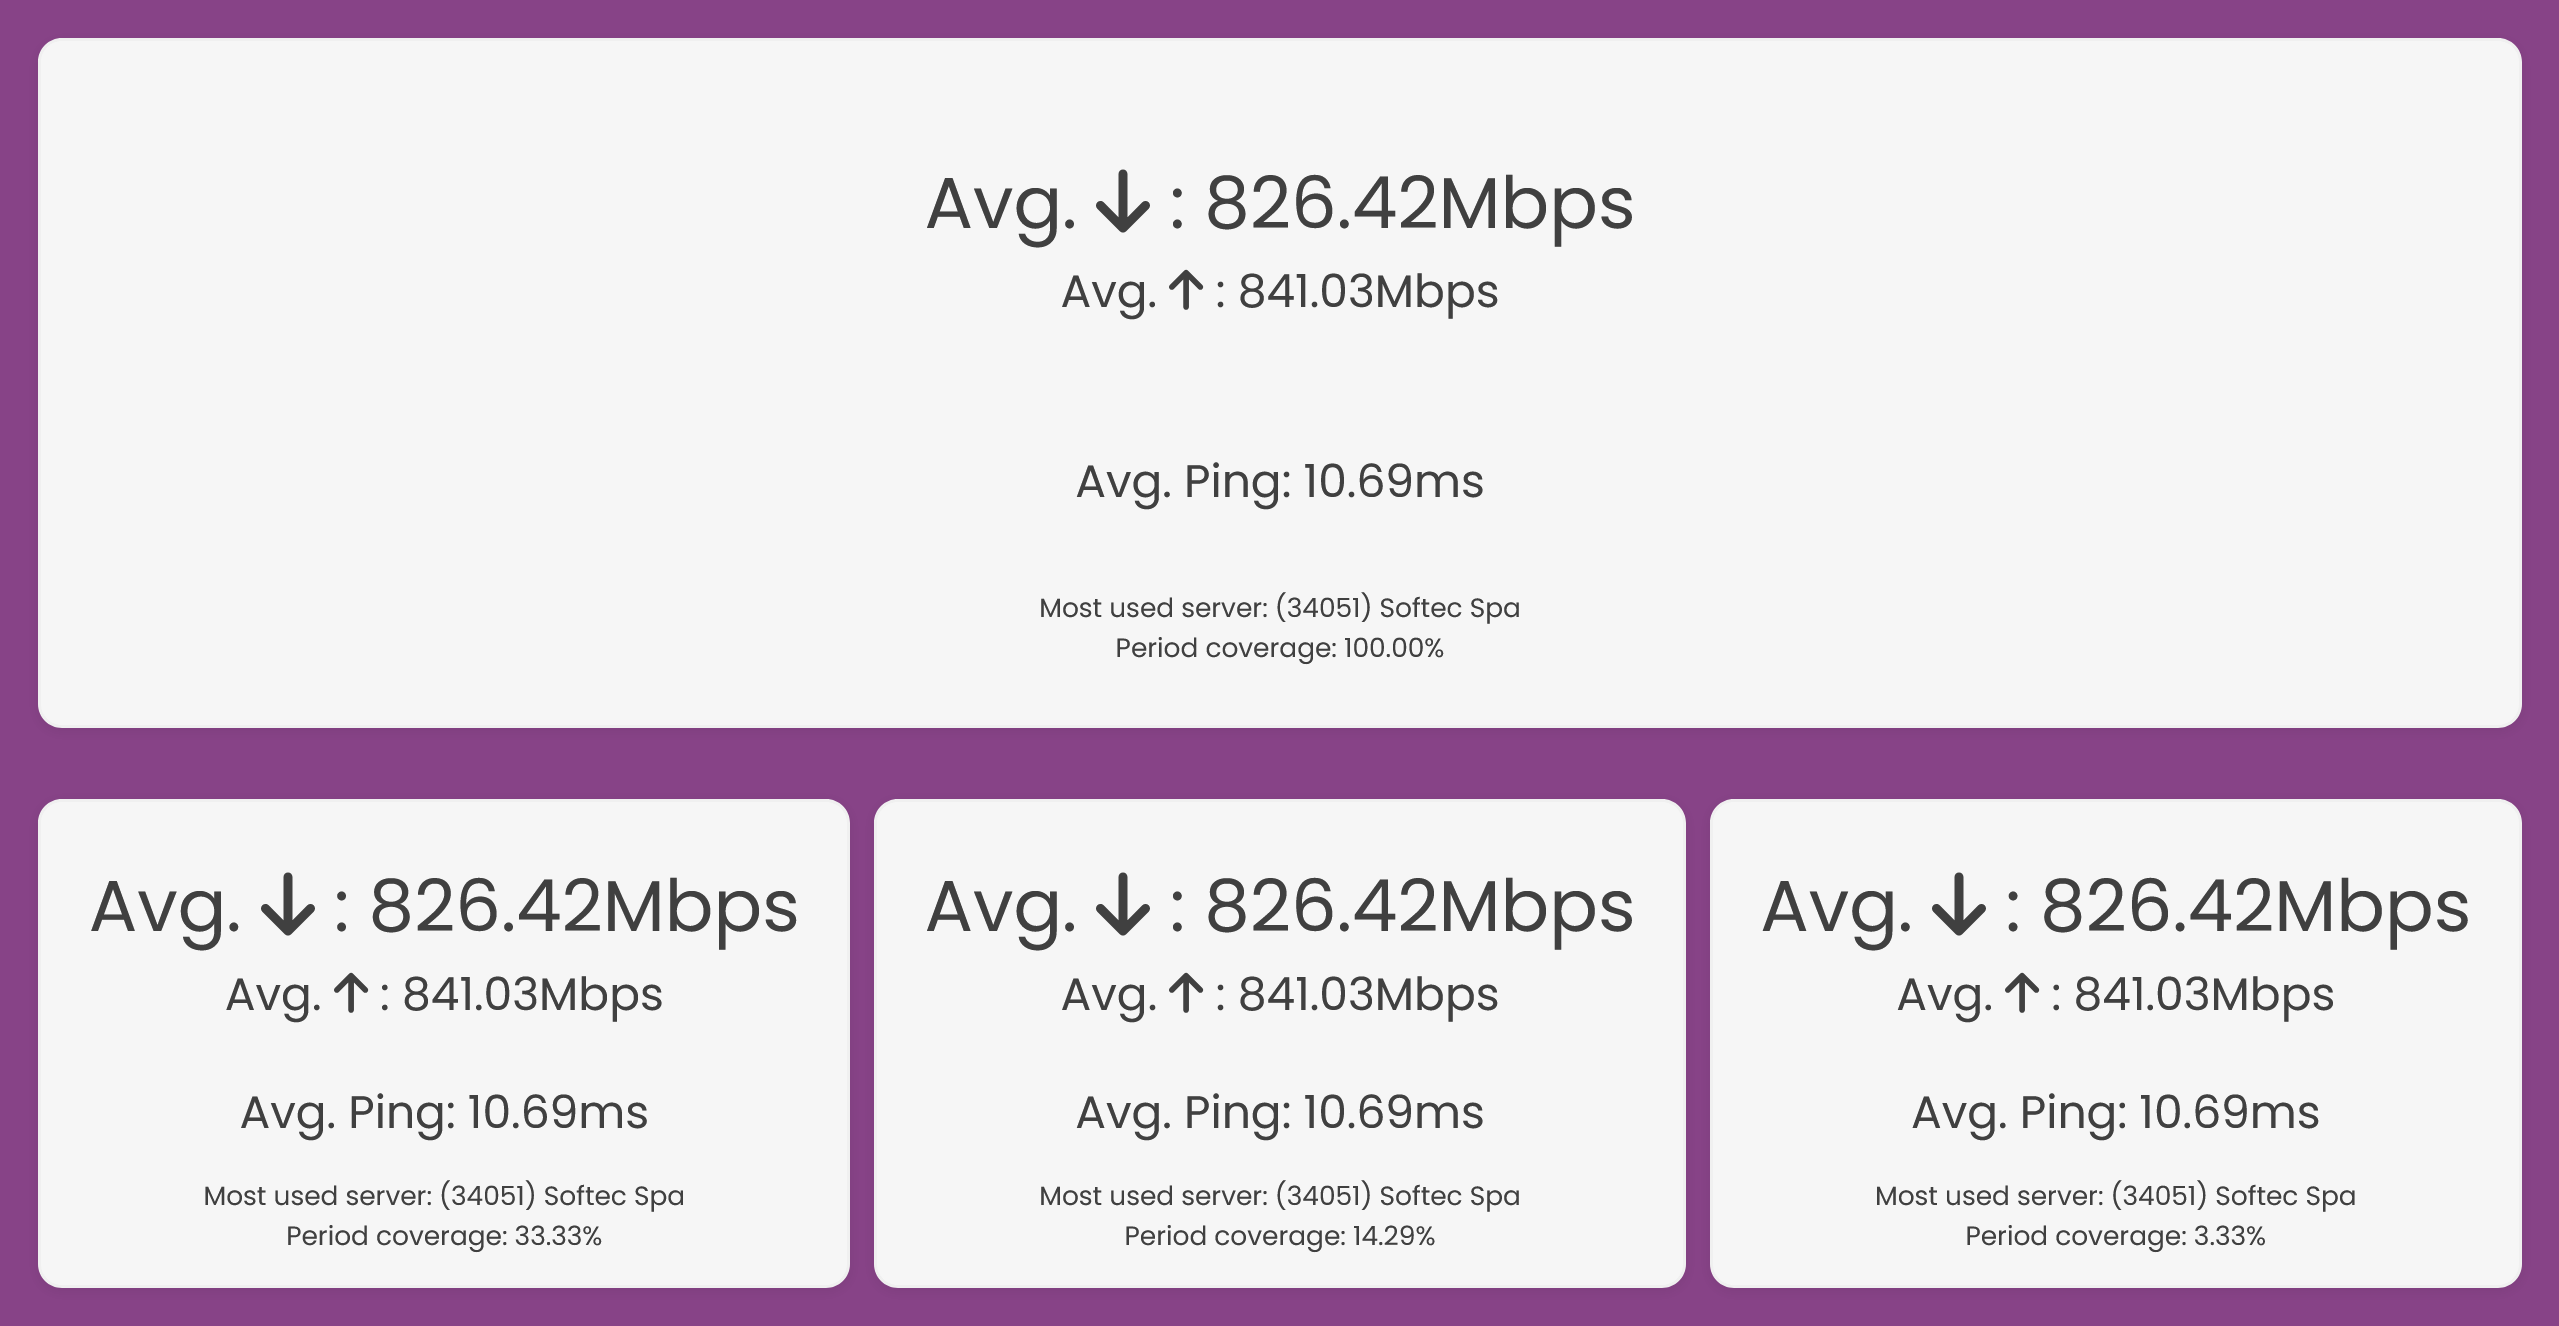 Avg. ↓ : 826.42Mbps
Avg. ↑ : 841.03Mbps
Avg. Ping: 10.69ms
Most used server: (34051) Softec Spa
Period coverage: 100.00%
Avg. ↓ : 826.42Mbps
Avg. ↑ : 841.03Mbps
Avg. Ping: 10.69ms
Most used server: (34051) Softec Spa
Period coverage: 33.33%
Avg. ↓ : 826.42Mbps
Avg. ↑ : 841.03Mbps
Avg. Ping: 10.69ms
Most used server: (34051) Softec Spa
Period coverage: 14.29%
Avg. ↓ : 826.42Mbps
Avg. ↑ : 841.03Mbps
Avg. Ping: 10.69ms
Most used server: (34051) Softec Spa
Period coverage: 3.33%